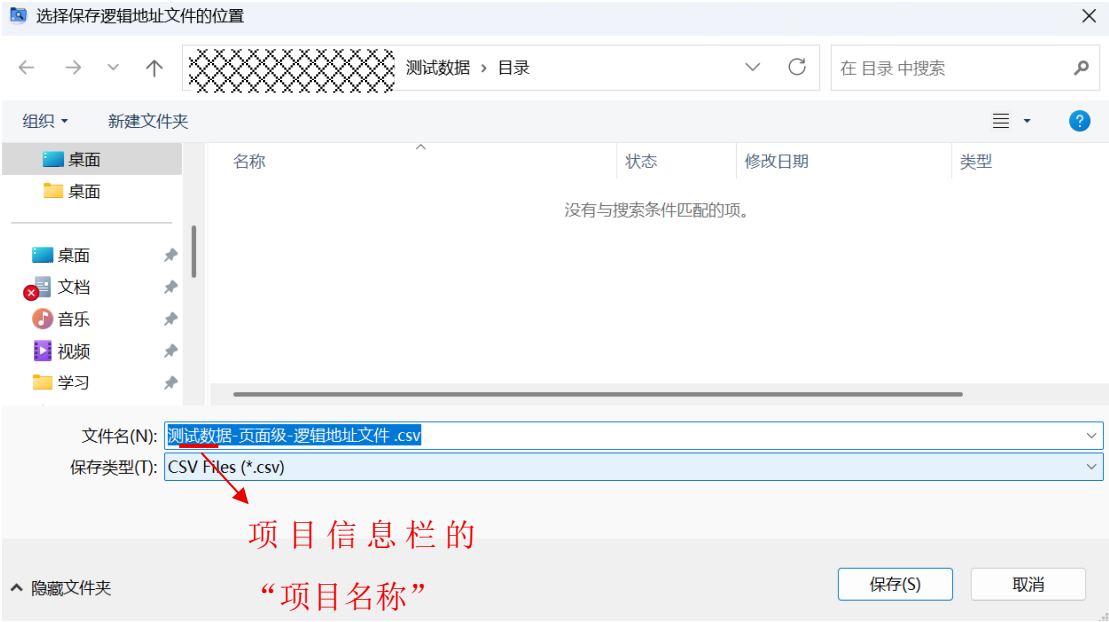 选择保存逻辑地址文件的位置
测试数据 › 目录
在 目录 中搜索
组织
新建文件夹
?
桌面
桌面
名称
状态
修改日期
类型
没有与搜索条件匹配的项。
桌面
文档
音乐
视频
学习
文件名(N): 测试数据-页面级-逻辑地址文件 .csv
保存类型(T): CSV Files (*.csv)
项目信息栏的
“项目名称”
隐藏文件夹
保存(S)
取消